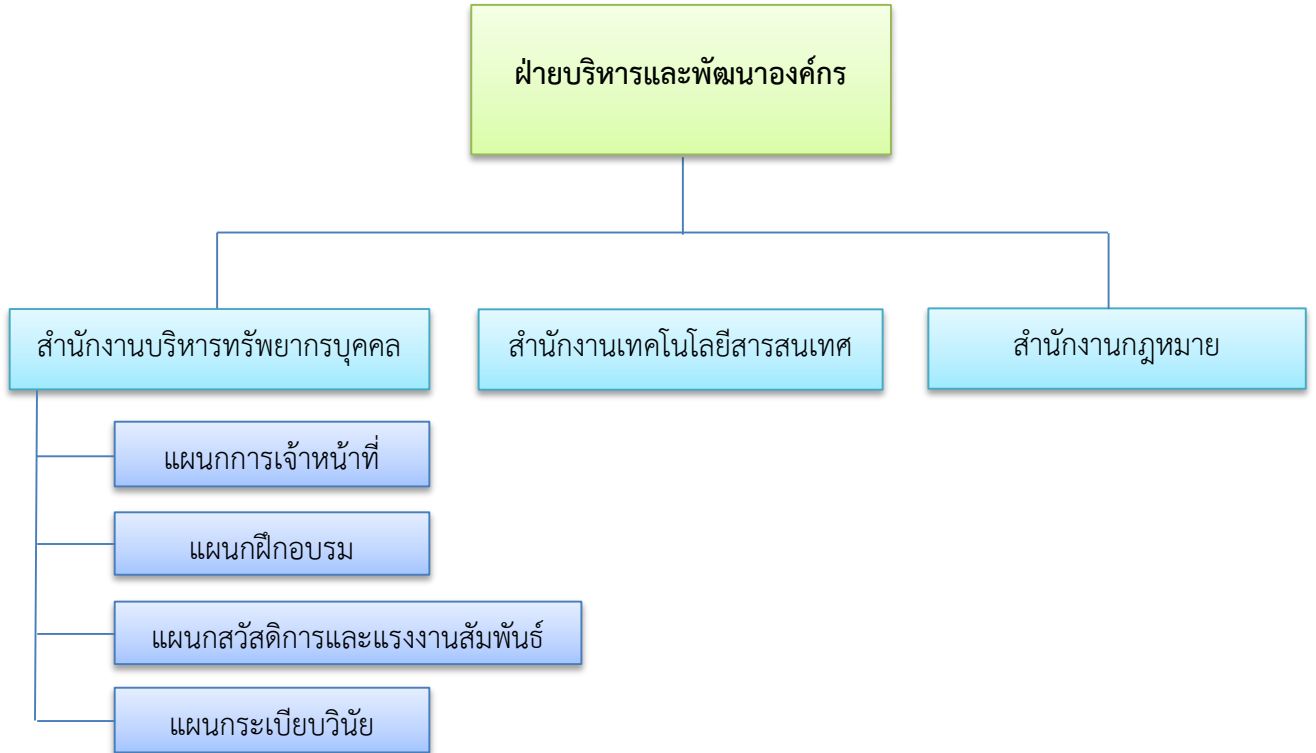 ฝ่ายบริหารและพัฒนาองค์กร
สำนักงานบริหารทรัพยากรบุคคล
สำนักงานเทคโนโลยีสารสนเทศ
สำนักงานกฎหมาย
แผนกการเจ้าหน้าที่
แผนกฝึกอบรม
แผนกสวัสดิการและแรงงานสัมพันธ์
แผนกระเบียบวินัย